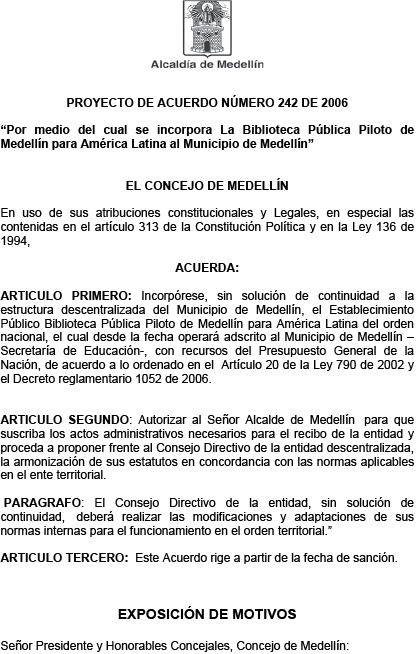 Alcaldía de Medellín
PROYECTO DE ACUERDO NÚMERO 242 DE 2006
“Por medio del cual se incorpora La Biblioteca Pública Piloto de
Medellín para América Latina al Municipio de Medellín”
EL CONCEJO DE MEDELLÍN
En uso de sus atribuciones constitucionales y Legales, en especial las
contenidas en el artículo 313 de la Constitución Política y en la Ley 136 de
1994,
ACUERDA:
ARTICULO PRIMERO: Incorpórese, sin solución de continuidad a la
estructura descentralizada del Municipio de Medellín, el Establecimiento
Público Biblioteca Pública Piloto de Medellín para América Latina del orden
nacional, el cual desde la fecha operará adscrito al Municipio de Medellín –
Secretaría de Educación-, con recursos del Presupuesto General de la
Nación, de acuerdo a lo ordenado en el Artículo 20 de la Ley 790 de 2002 y
el Decreto reglamentario 1052 de 2006.
ARTICULO SEGUNDO: Autorizar al Señor Alcalde de Medellín para que
suscriba los actos administrativos necesarios para el recibo de la entidad y
proceda a proponer frente al Consejo Directivo de la entidad descentralizada,
la armonización de sus estatutos en concordancia con las normas aplicables
en el ente territorial.
PARAGRAFO: El Consejo Directivo de la entidad, sin solución de
continuidad, deberá realizar las modificaciones y adaptaciones de sus
normas internas para el funcionamiento en el orden territorial.”
ARTICULO TERCERO: Este Acuerdo rige a partir de la fecha de sanción.
EXPOSICIÓN DE MOTIVOS
Señor Presidente y Honorables Concejales, Concejo de Medellín: